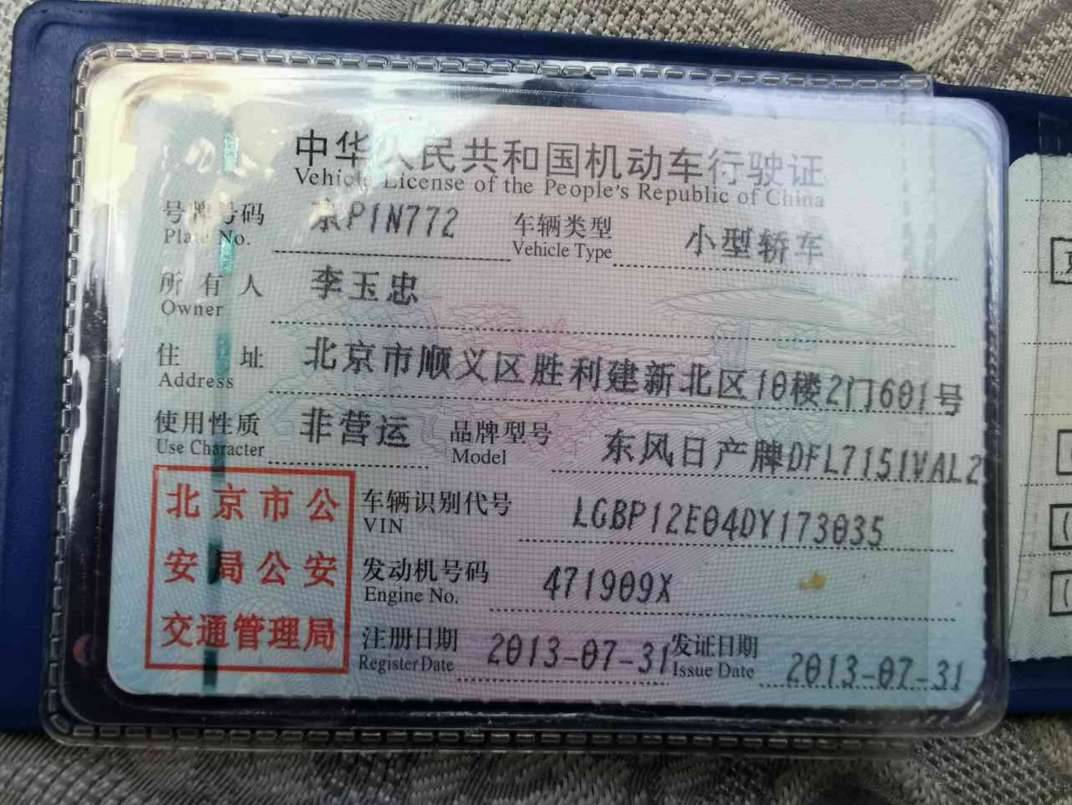 中华人民共和国机动车行驶证
Vehicle License of the People's Republic of China
号牌号码 京P1N772 车辆类型 小型轿车
Plate No. Vehicle Type
所有人 李玉忠
Owner
住址 北京市顺义区胜利建新北区10楼2门601号
Address
使用性质 非营运 品牌型号 东风日产牌DFL7151VAL2
Use Character Model
北京市公
安局公安
交通管理局
车辆识别代号 LGBP12E04DY173035
VIN
发动机号码 471909X
Engine No.
注册日期 2013-07-31 发证日期 2013-07-31
Register Date Issue Date